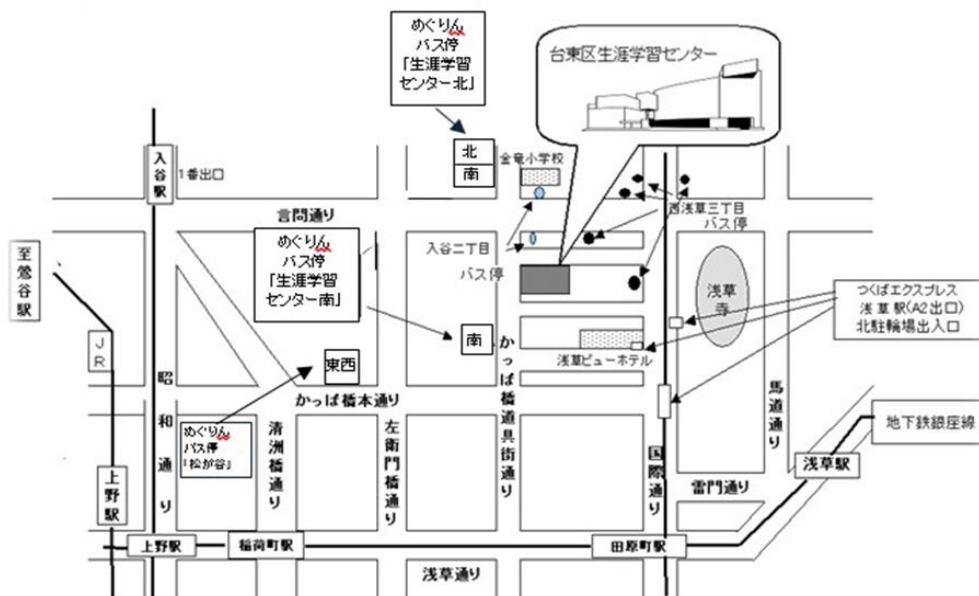 めぐりん
バス停
「生涯学習
センター北」
台東区生涯学習センター
北
南
金竜小学校
入谷駅
1番出口
言問通り
西浅草三丁目
バス停
めぐりん
バス停
「生涯学習
センター南」
入谷二丁目
バス停
至鶯谷駅
浅草寺
つくばエクスプレス
浅草駅(A2出口)
北駐輪場出入口
JR
南
東西
浅草ビューホテル
かっぱ橋本通り
昭和通り
めぐりん
バス停
「松が谷」
清洲橋通り
左衛門橋通り
かっぱ橋道具街通り
国際通り
馬道通り
地下鉄銀座線
浅草駅
雷門通り
上野駅
上野駅
稲荷町駅
田原町駅
浅草通り